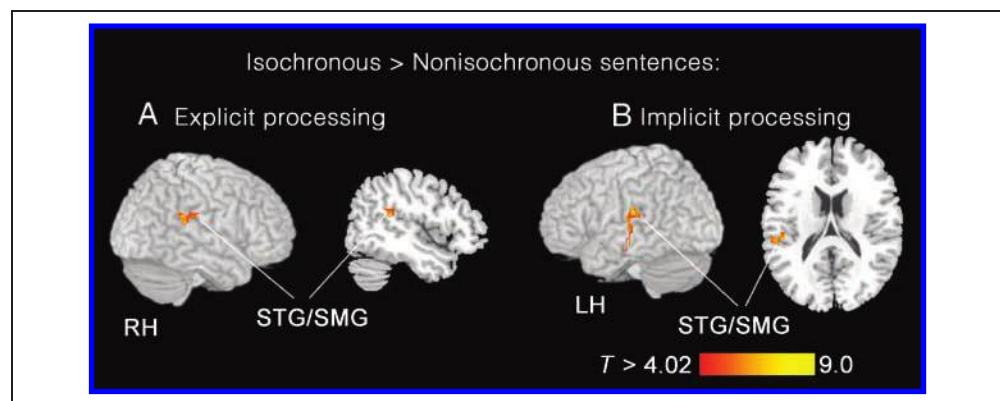 Isochronous > Nonisochronous sentences:
A Explicit processing
B Implicit processing
RH
STG/SMG
LH
STG/SMG
T > 4.02 9.0